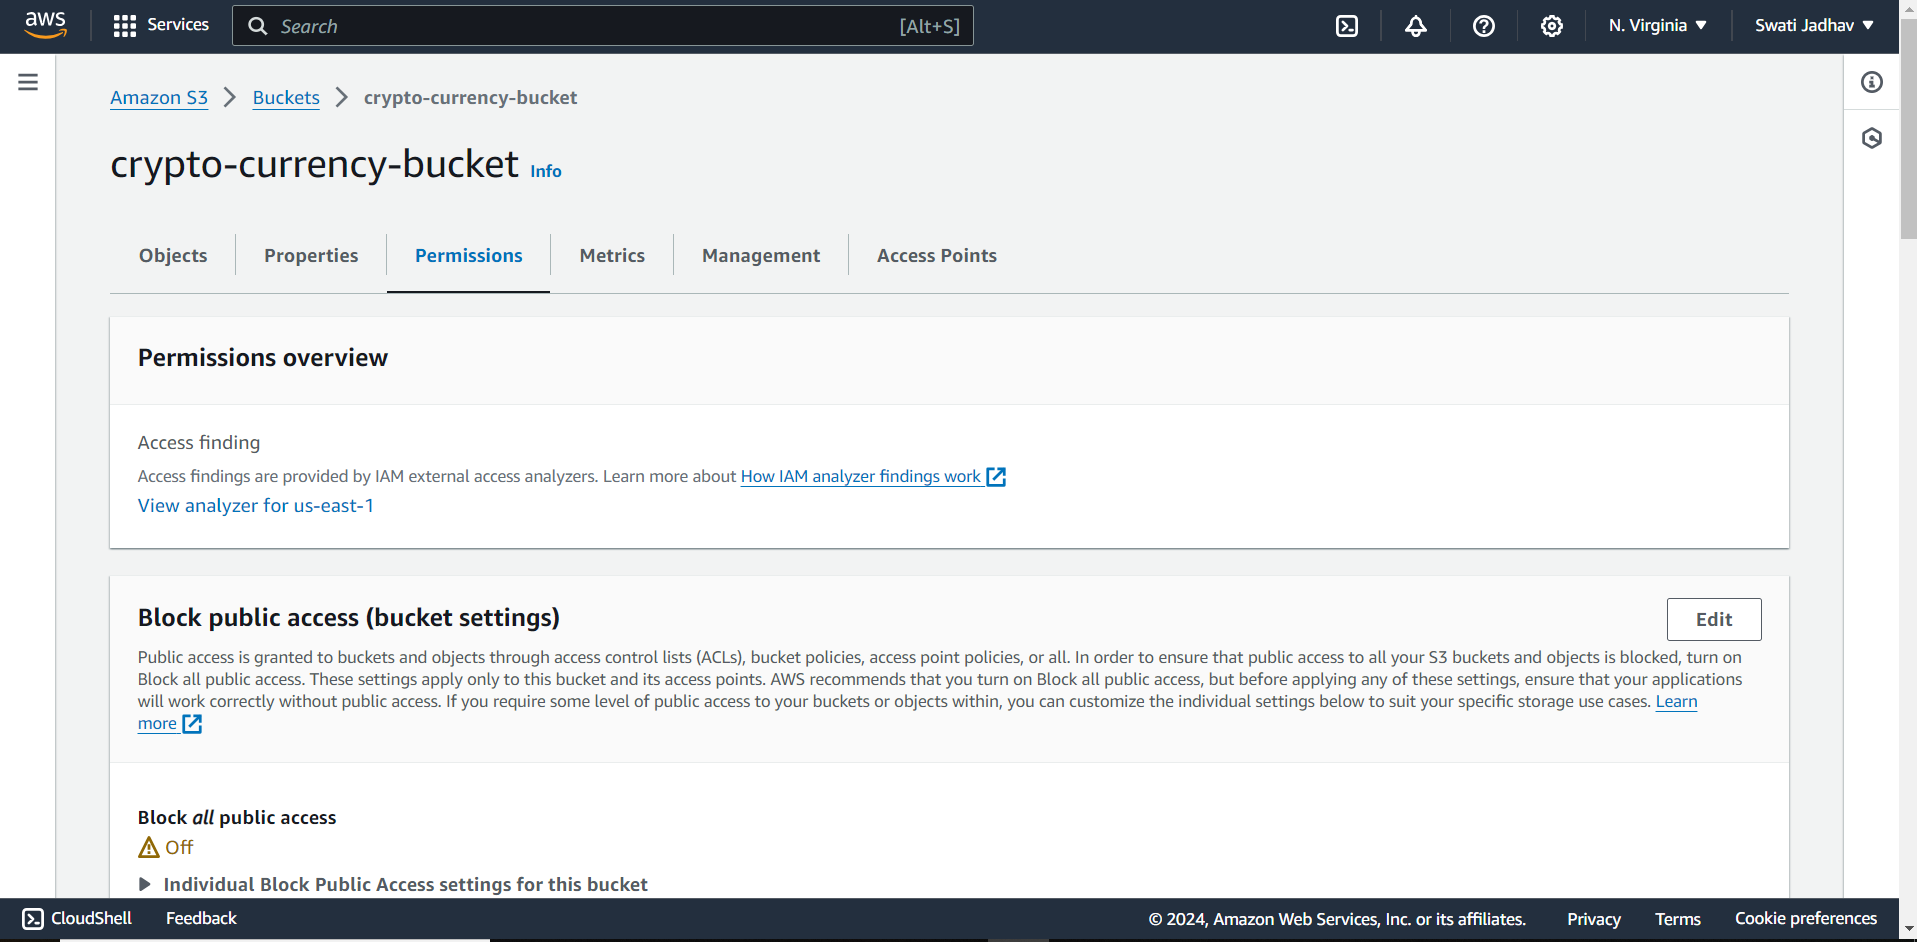 aws
Services
Search
[Alt+S]
N. Virginia
Swati Jadhav
Amazon S3
Buckets
crypto-currency-bucket
crypto-currency-bucket
Info
Objects
Properties
Permissions
Metrics
Management
Access Points
Permissions overview
Access finding
Access findings are provided by IAM external access analyzers. Learn more about How IAM analyzer findings work
View analyzer for us-east-1
Block public access (bucket settings)
Edit
Public access is granted to buckets and objects through access control lists (ACLs), bucket policies, access point policies, or all. In order to ensure that public access to all your S3 buckets and objects is blocked, turn on
Block all public access. These settings apply only to this bucket and its access points. AWS recommends that you turn on Block all public access, but before applying any of these settings, ensure that your applications
will work correctly without public access. If you require some level of public access to your buckets or objects within, you can customize the individual settings below to suit your specific storage use cases. Learn
more
Block all public access
Off
Individual Block Public Access settings for this bucket
CloudShell
Feedback
© 2024, Amazon Web Services, Inc. or its affiliates.
Privacy
Terms
Cookie preferences